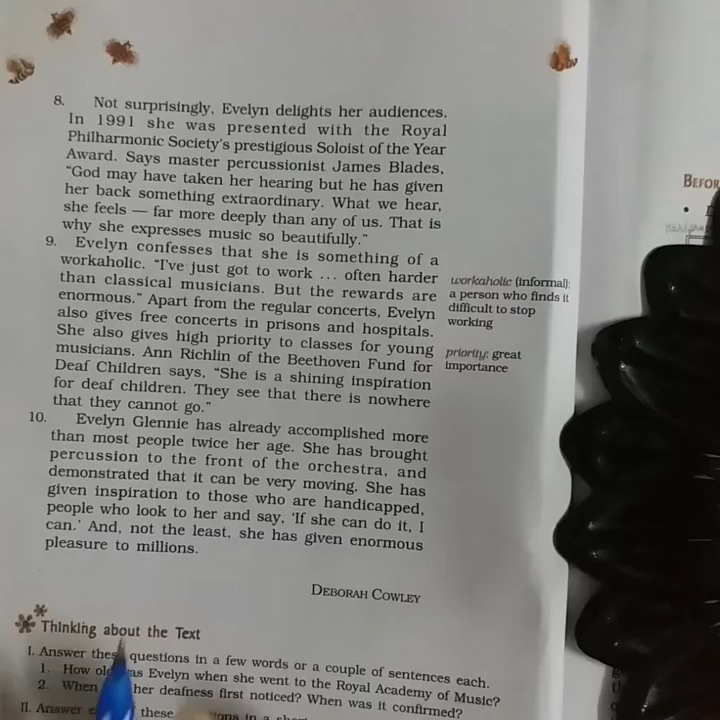 8. Not surprisingly, Evelyn delights her audiences.
In 1991 she was presented with the Royal
Philharmonic Society's prestigious Soloist of the Year
Award. Says master percussionist James Blades,
“God may have taken her hearing but he has given
her back something extraordinary. What we hear,
she feels — far more deeply than any of us. That is
why she expresses music so beautifully.”
9. Evelyn confesses that she is something of a
workaholic. “I've just got to work ... often harder
than classical musicians. But the rewards are
enormous.” Apart from the regular concerts, Evelyn
also gives free concerts in prisons and hospitals.
She also gives high priority to classes for young
musicians. Ann Richlin of the Beethoven Fund for
Deaf Children says, “She is a shining inspiration
for deaf children. They see that there is nowhere
that they cannot go.”
workaholic (informal):
a person who finds it
difficult to stop
working
priority: great
importance
10. Evelyn Glennie has already accomplished more
than most people twice her age. She has brought
percussion to the front of the orchestra, and
demonstrated that it can be very moving. She has
given inspiration to those who are handicapped,
people who look to her and say, ‘If she can do it, I
can.’ And, not the least, she has given enormous
pleasure to millions.
DEBORAH COWLEY
Thinking about the Text
I. Answer these questions in a few words or a couple of sentences each.
1. How old was Evelyn when she went to the Royal Academy of Music?
2. When her deafness first noticed? When was it confirmed?
II. Answer these in a
BEFOR